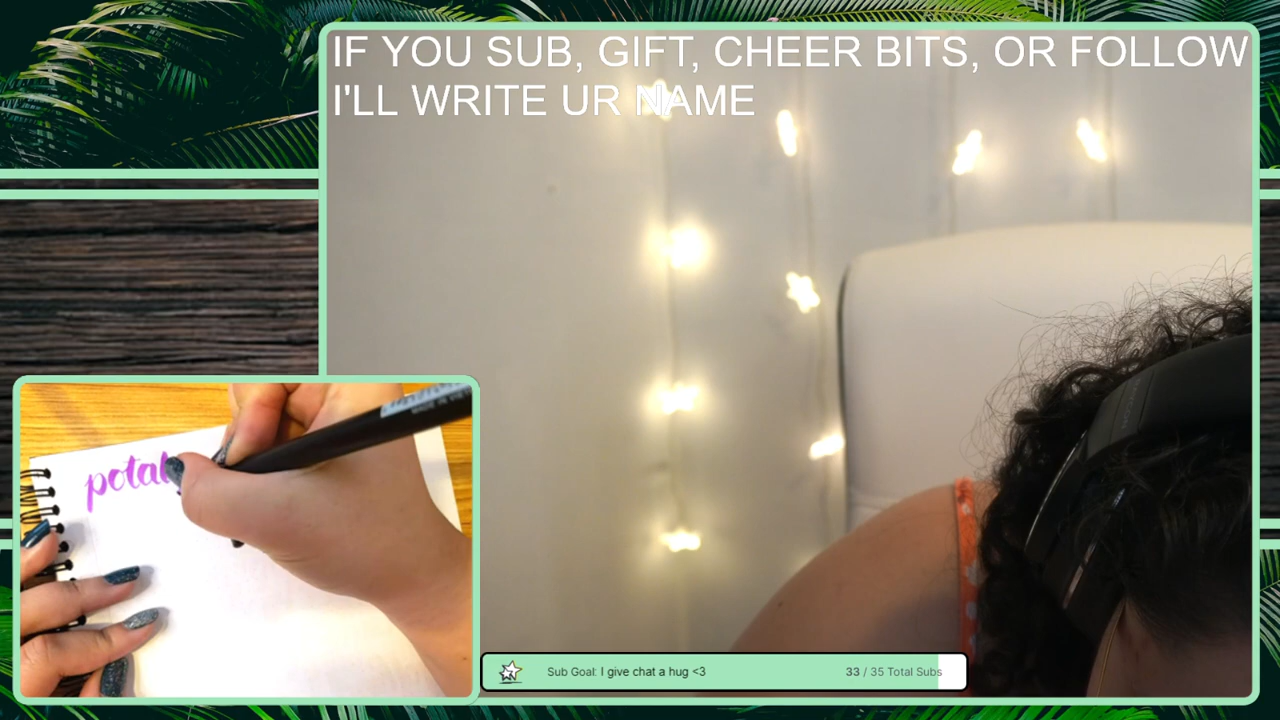 IF YOU SUB, GIFT, CHEER BITS, OR FOLLOW
I'LL WRITE UR NAME
potat
Sub Goal: I give chat a hug <3
33 / 35 Total Subs